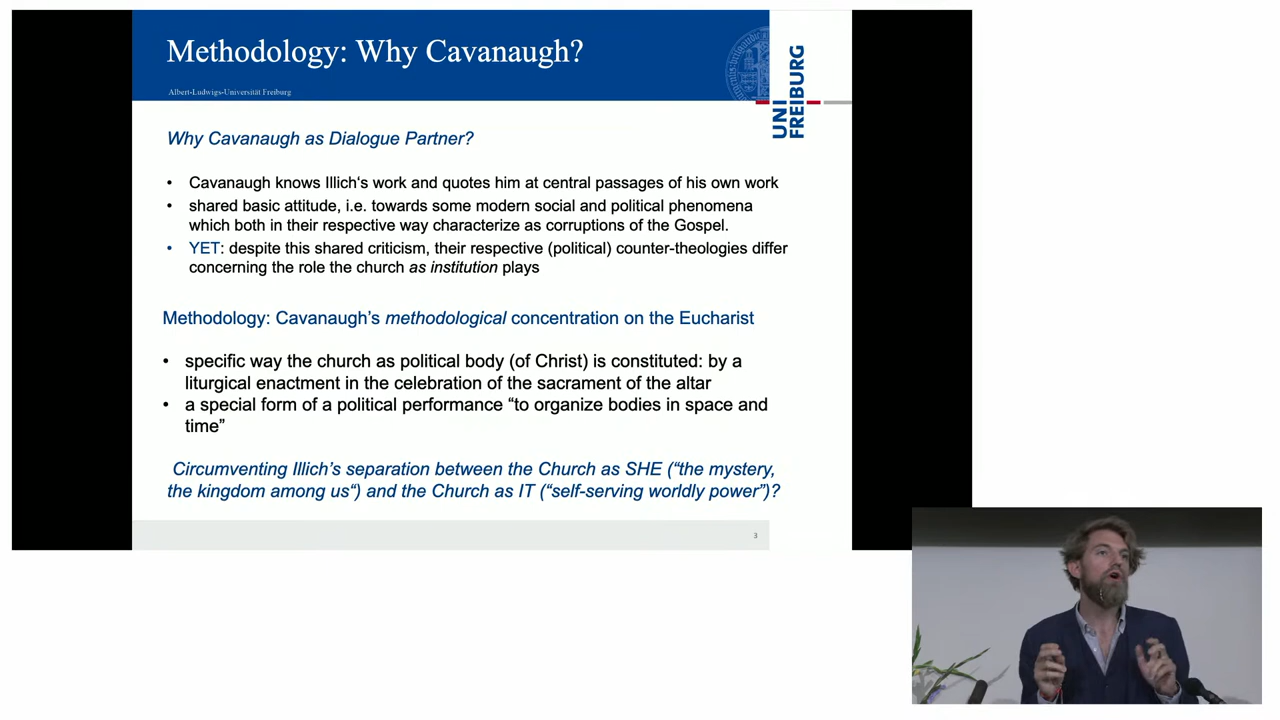 Methodology: Why Cavanaugh?
Albert-Ludwigs-Universität Freiburg
UNI
FREIBURG
Why Cavanaugh as Dialogue Partner?
• Cavanaugh knows Illich‘s work and quotes him at central passages of his own work
• shared basic attitude, i.e. towards some modern social and political phenomena
which both in their respective way characterize as corruptions of the Gospel.
• YET: despite this shared criticism, their respective (political) counter-theologies differ
concerning the role the church as institution plays
Methodology: Cavanaugh’s methodological concentration on the Eucharist
• specific way the church as political body (of Christ) is constituted: by a
liturgical enactment in the celebration of the sacrament of the altar
• a special form of a political performance “to organize bodies in space and
time”
Circumventing Illich’s separation between the Church as SHE (“the mystery,
the kingdom among us“) and the Church as IT (“self-serving worldly power”)?
3